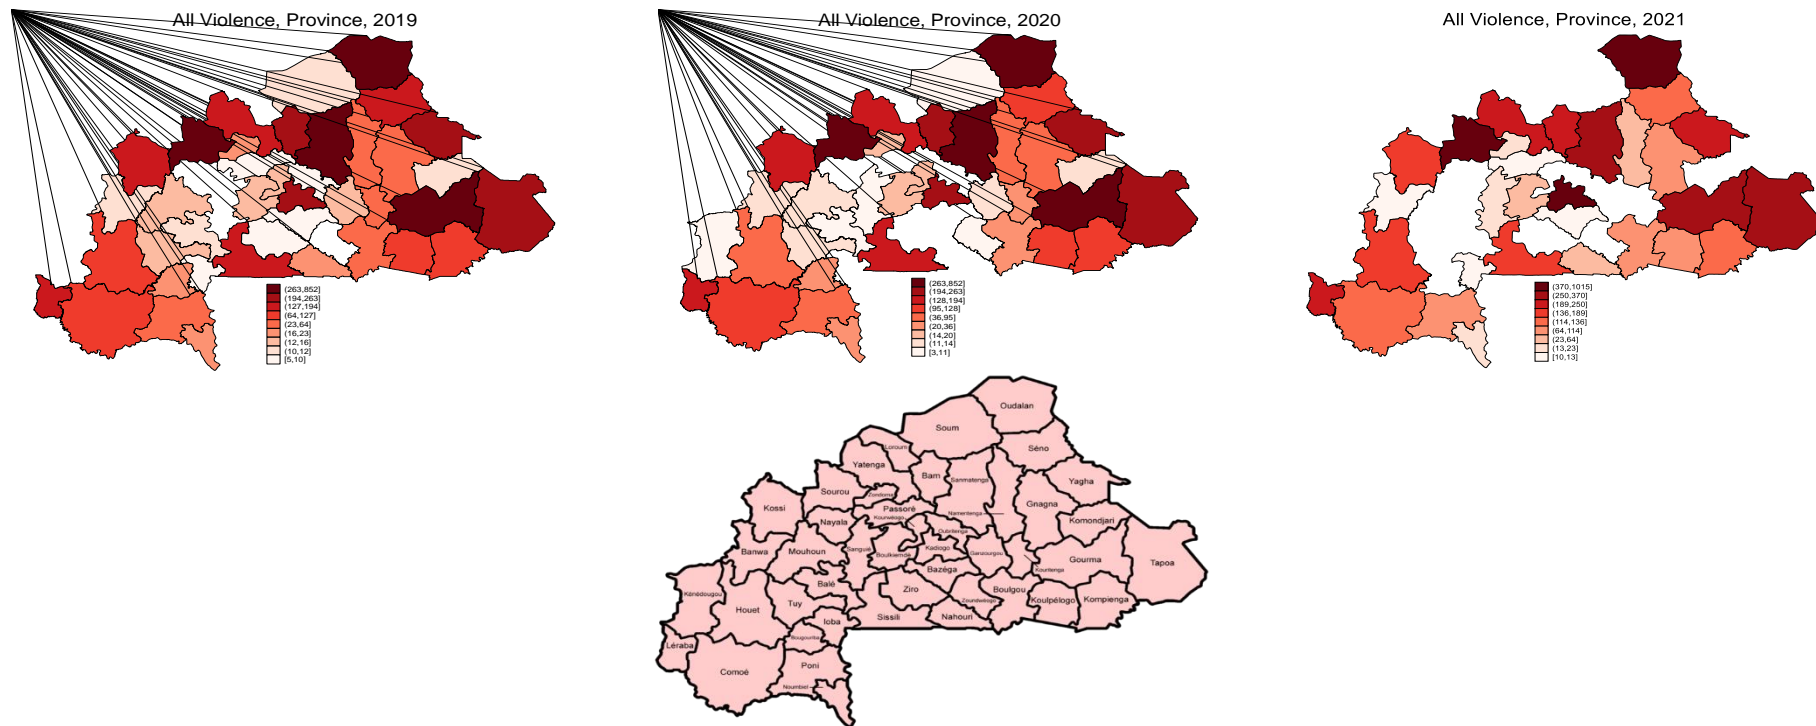 All Violence, Province, 2019
All Violence, Province, 2020
All Violence, Province, 2021
(263,852]
(194,263]
(127,194]
(64,127]
(23,64]
(16,23]
(12,16]
(10,12]
[5,10]
(263,852]
(194,263]
(128,194]
(95,128]
(36,95]
(20,36]
(14,20]
(11,14]
[3,11]
(370,1015]
(250,370]
(189,250]
(136,189]
(114,136]
(64,114]
(23,64]
(13,23]
[10,13]
Oudalan
Soum
Loroum
Séno
Yatenga
Bam
Sanmatenga
Yagha
Sourou
Zondoma
Gnagna
Kossi
Passoré
Kourwéogo
Namentenga
Komondjari
Nayala
Oubritenga
Banwa
Mouhoun
Sanguié
Boulkiemdé
Kadiogo
Ganzourgou
Gourma
Tapoa
Bazéga
Kouritenga
Balé
Ziro
Boulgou
Kénédougou
Houet
Tuy
Zoundwéogo
Koulpélogo
Kompienga
Ioba
Sissili
Nahouri
Bougouriba
Léraba
Comoé
Poni
Noumbiel